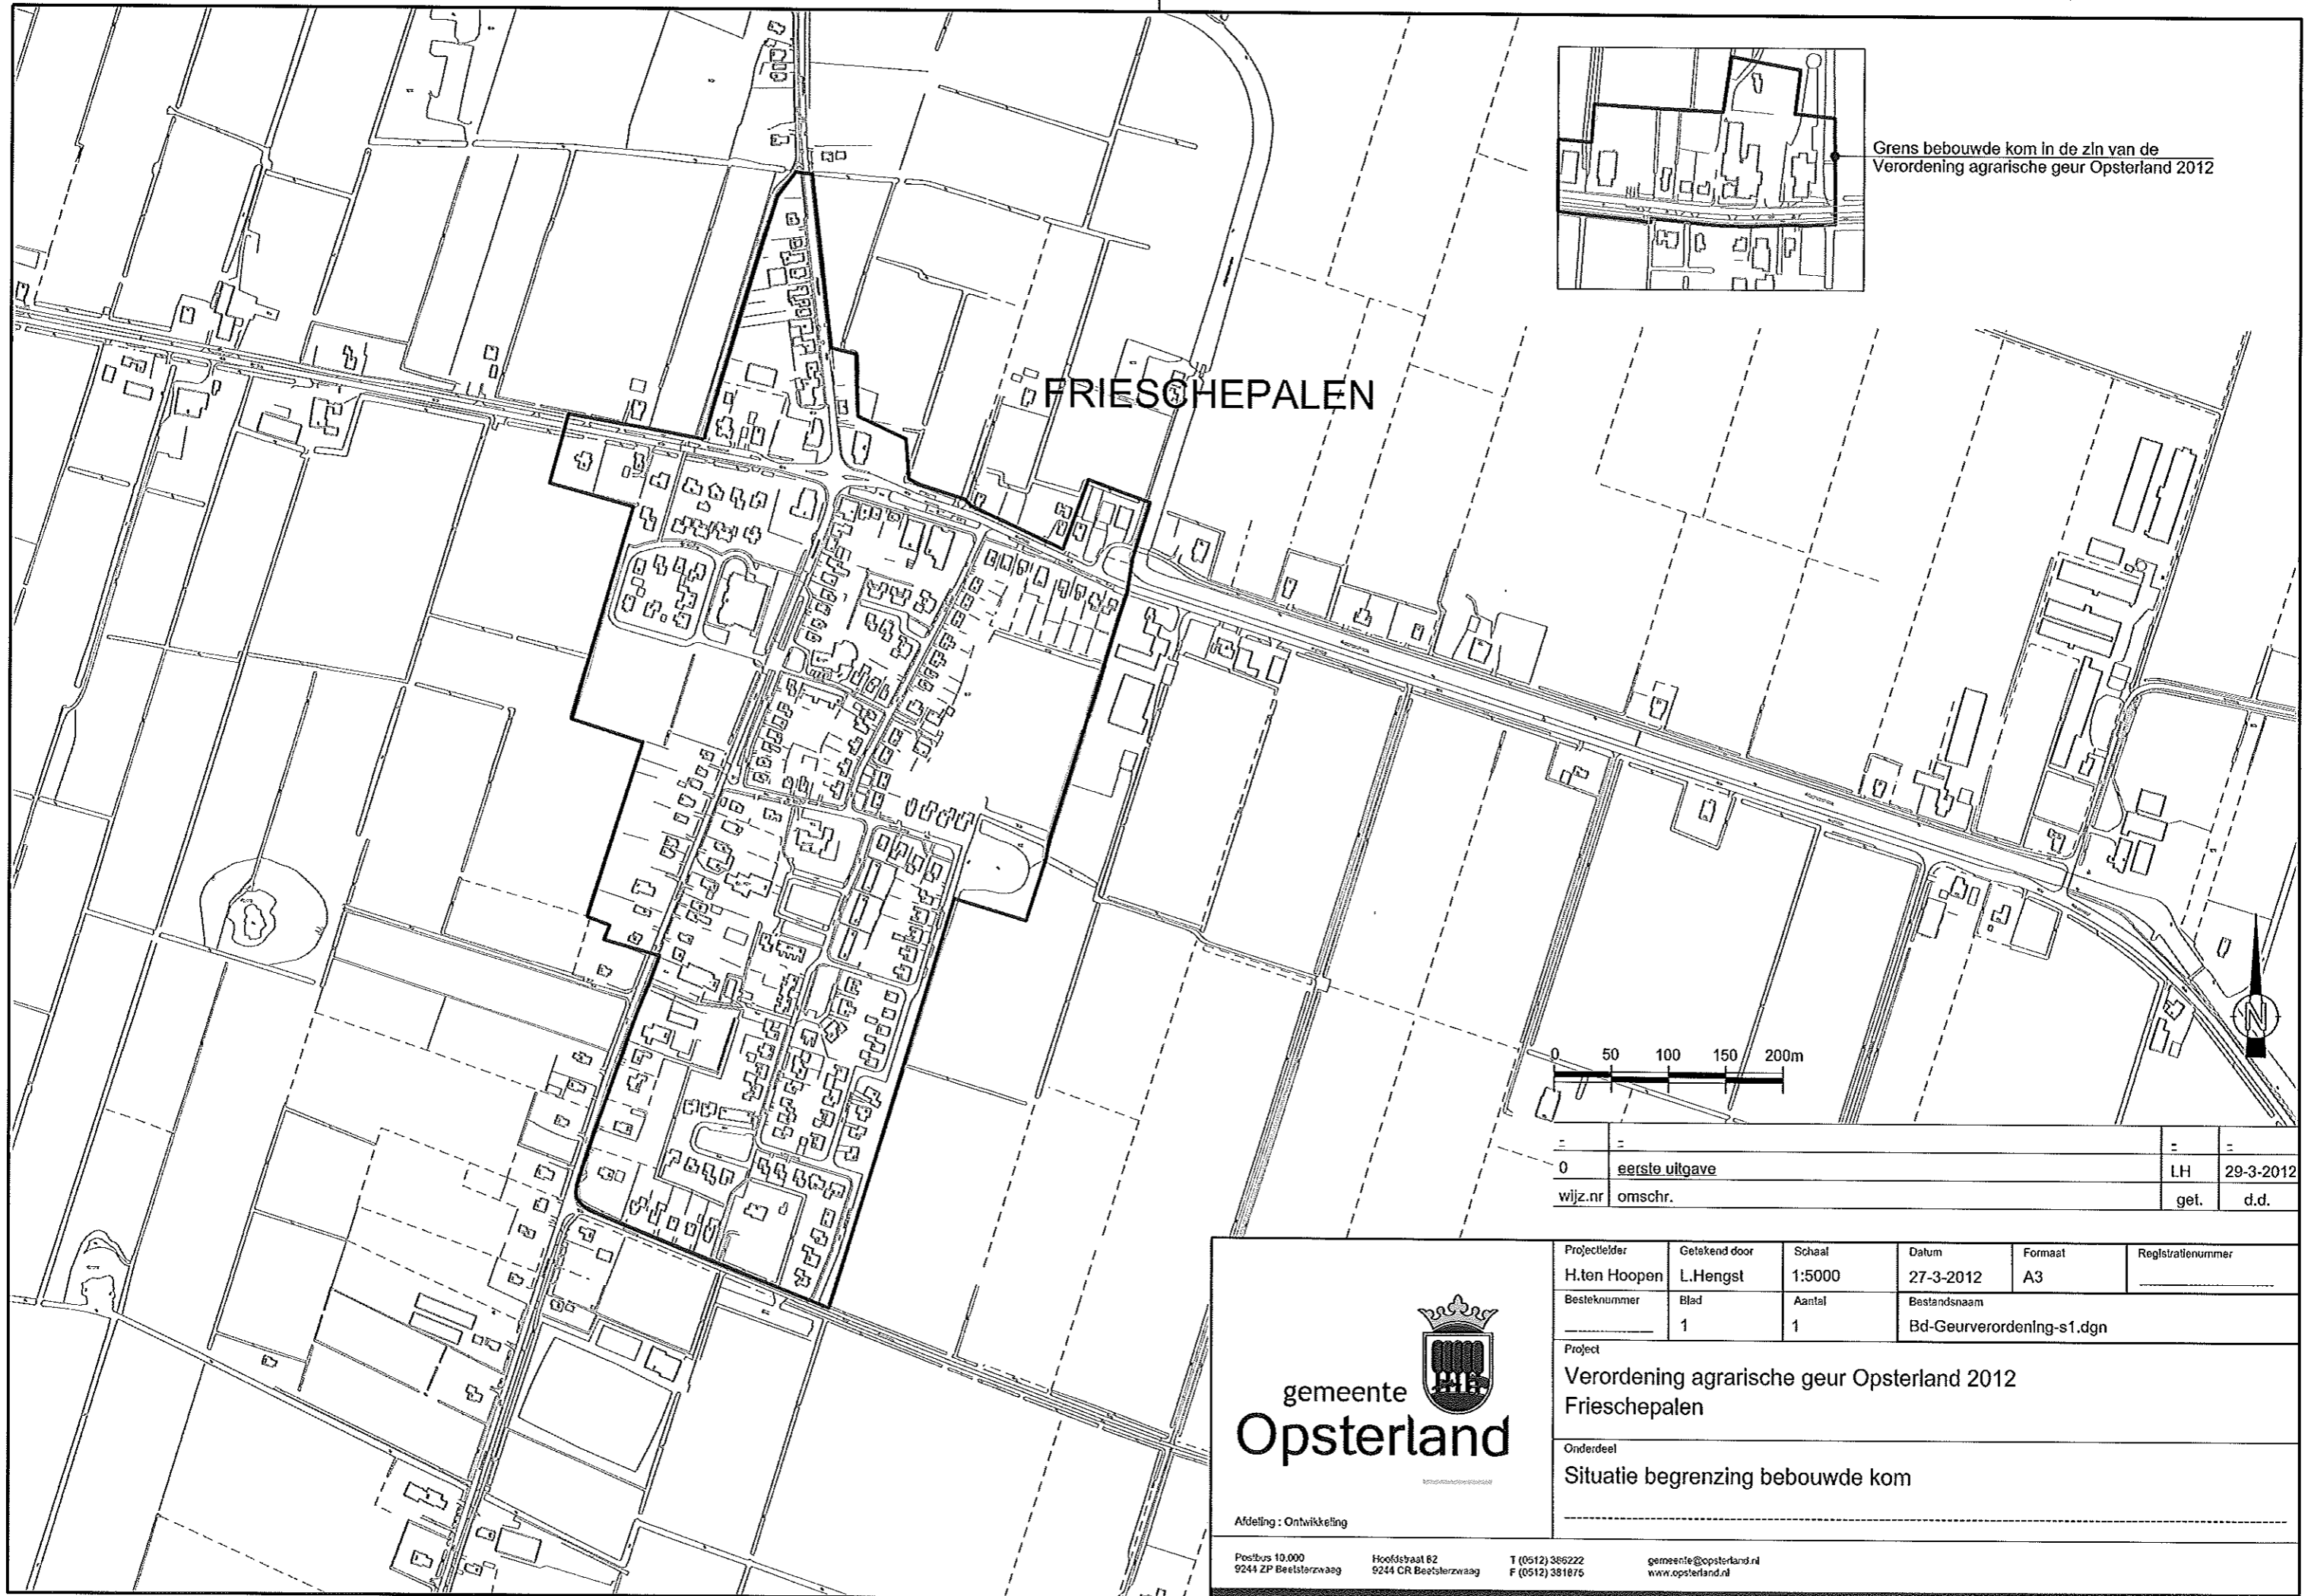 Grens bebouwde kom in de zin van de
Verordening agrarische geur Opsterland 2012
FRIESCHEPALEN
0 50 100 150 200m
N
- - - -
0 eerste uitgave LH 29-3-2012
wijz.nr omschr. get. d.d.
Projectleider Getekend door Schaal Datum Formaat Registratienummer
H.ten Hoopen L.Hengst 1:5000 27-3-2012 A3
Besteknummer Blad Aantal Bestandsnaam
1 1 Bd-Geurverordening-s1.dgn
Project
Verordening agrarische geur Opsterland 2012
Frieschepalen
Onderdeel
Situatie begrenzing bebouwde kom
gemeente
Opsterland
Afdeling : Ontwikkeling
Postbus 10.000 Hoofdstraat 82 T (0512) 386222 gemeente@opsterland.nl
9244 ZP Beetsterzwaag 9244 CR Beetsterzwaag F (0512) 381875 www.opsterland.nl